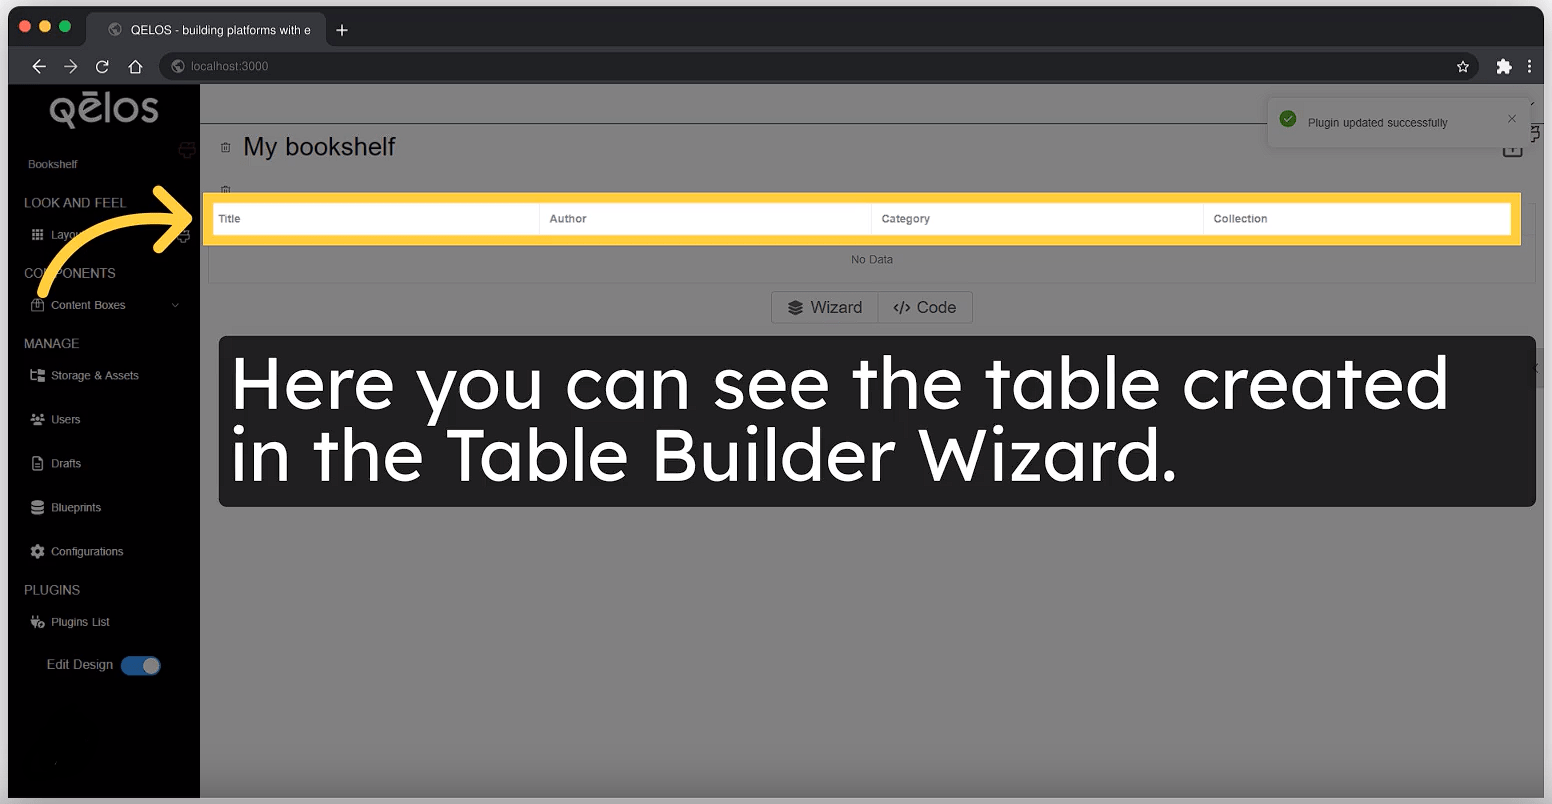 QELOS - building platforms with e
localhost:3000
qēlos
Bookshelf
LOOK AND FEEL
COMPONENTS
Content Boxes
MANAGE
Storage & Assets
Users
Drafts
Blueprints
Configurations
PLUGINS
Plugins List
Edit Design
Plugin updated successfully
My bookshelf
Title Author Category Collection
No Data
Wizard </> Code
Here you can see the table created
in the Table Builder Wizard.